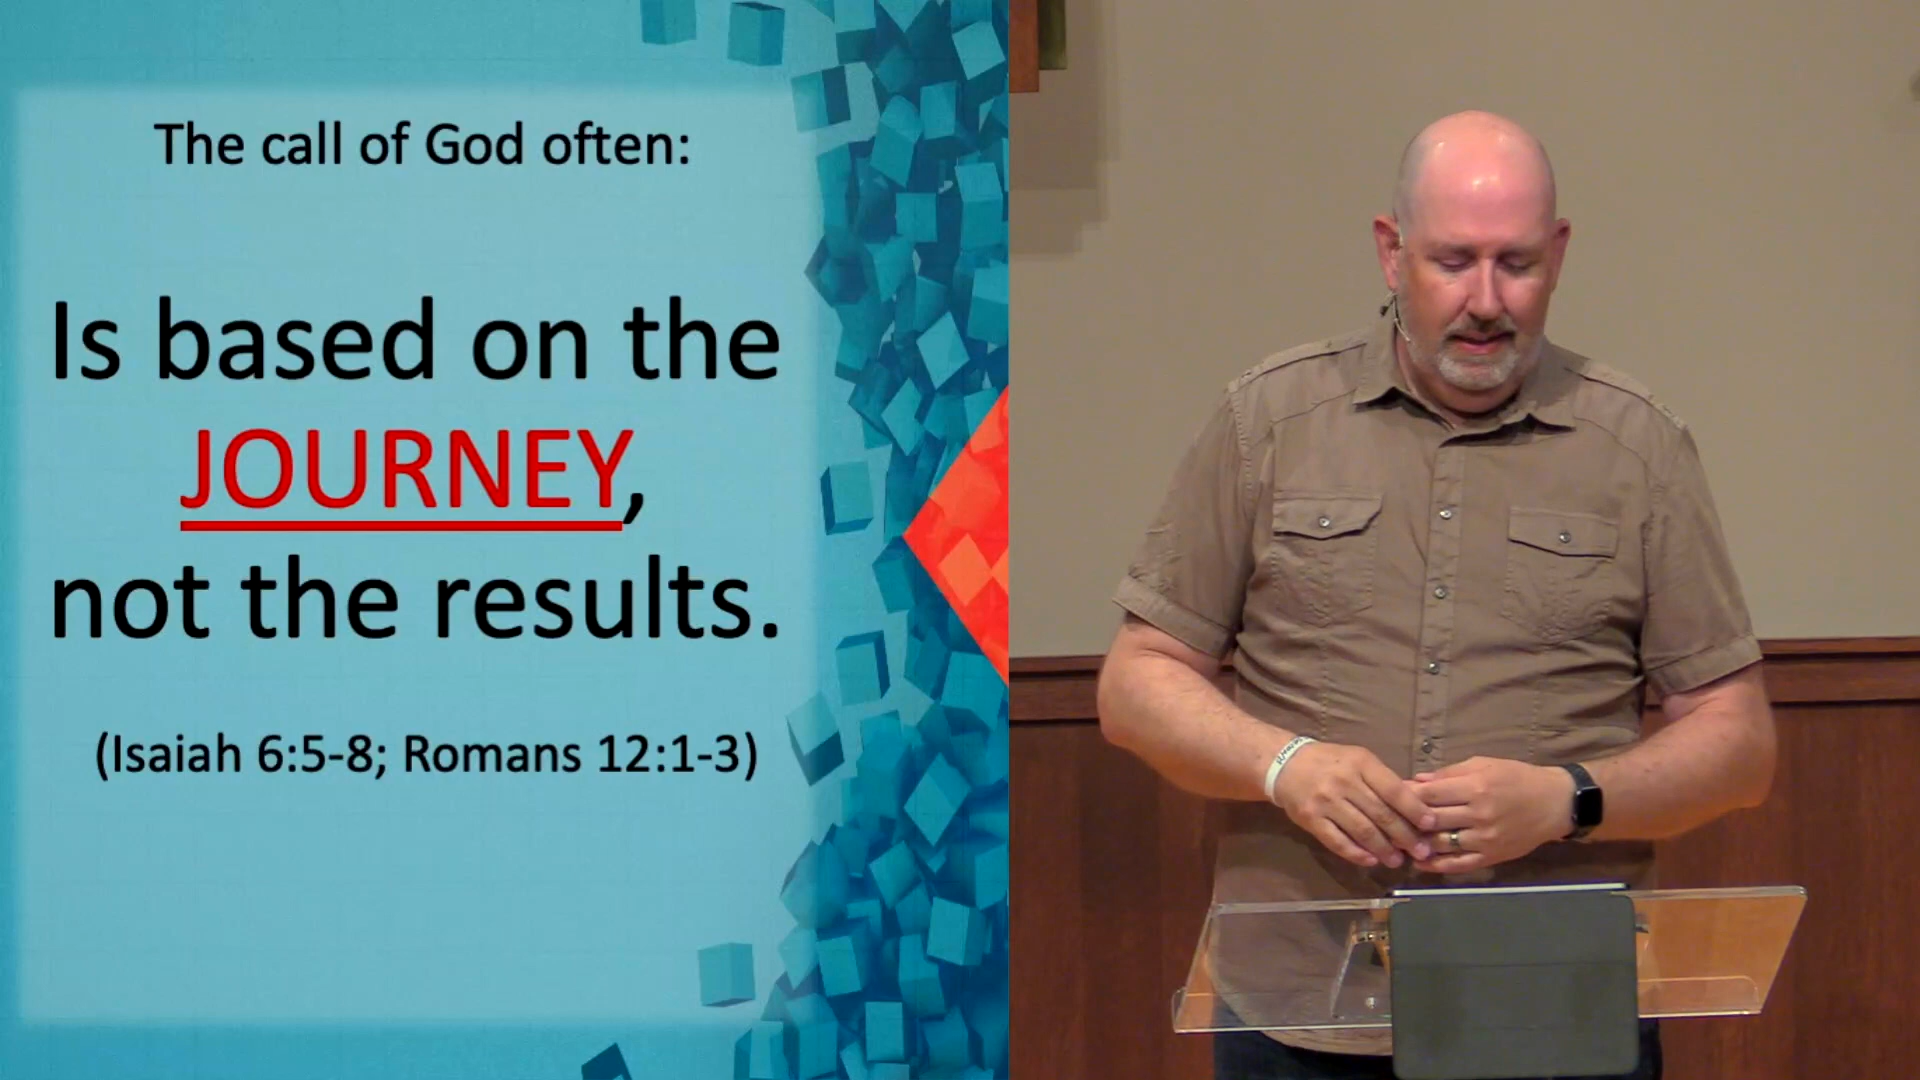 The call of God often:
Is based on the
JOURNEY,
not the results.
(Isaiah 6:5-8; Romans 12:1-3)